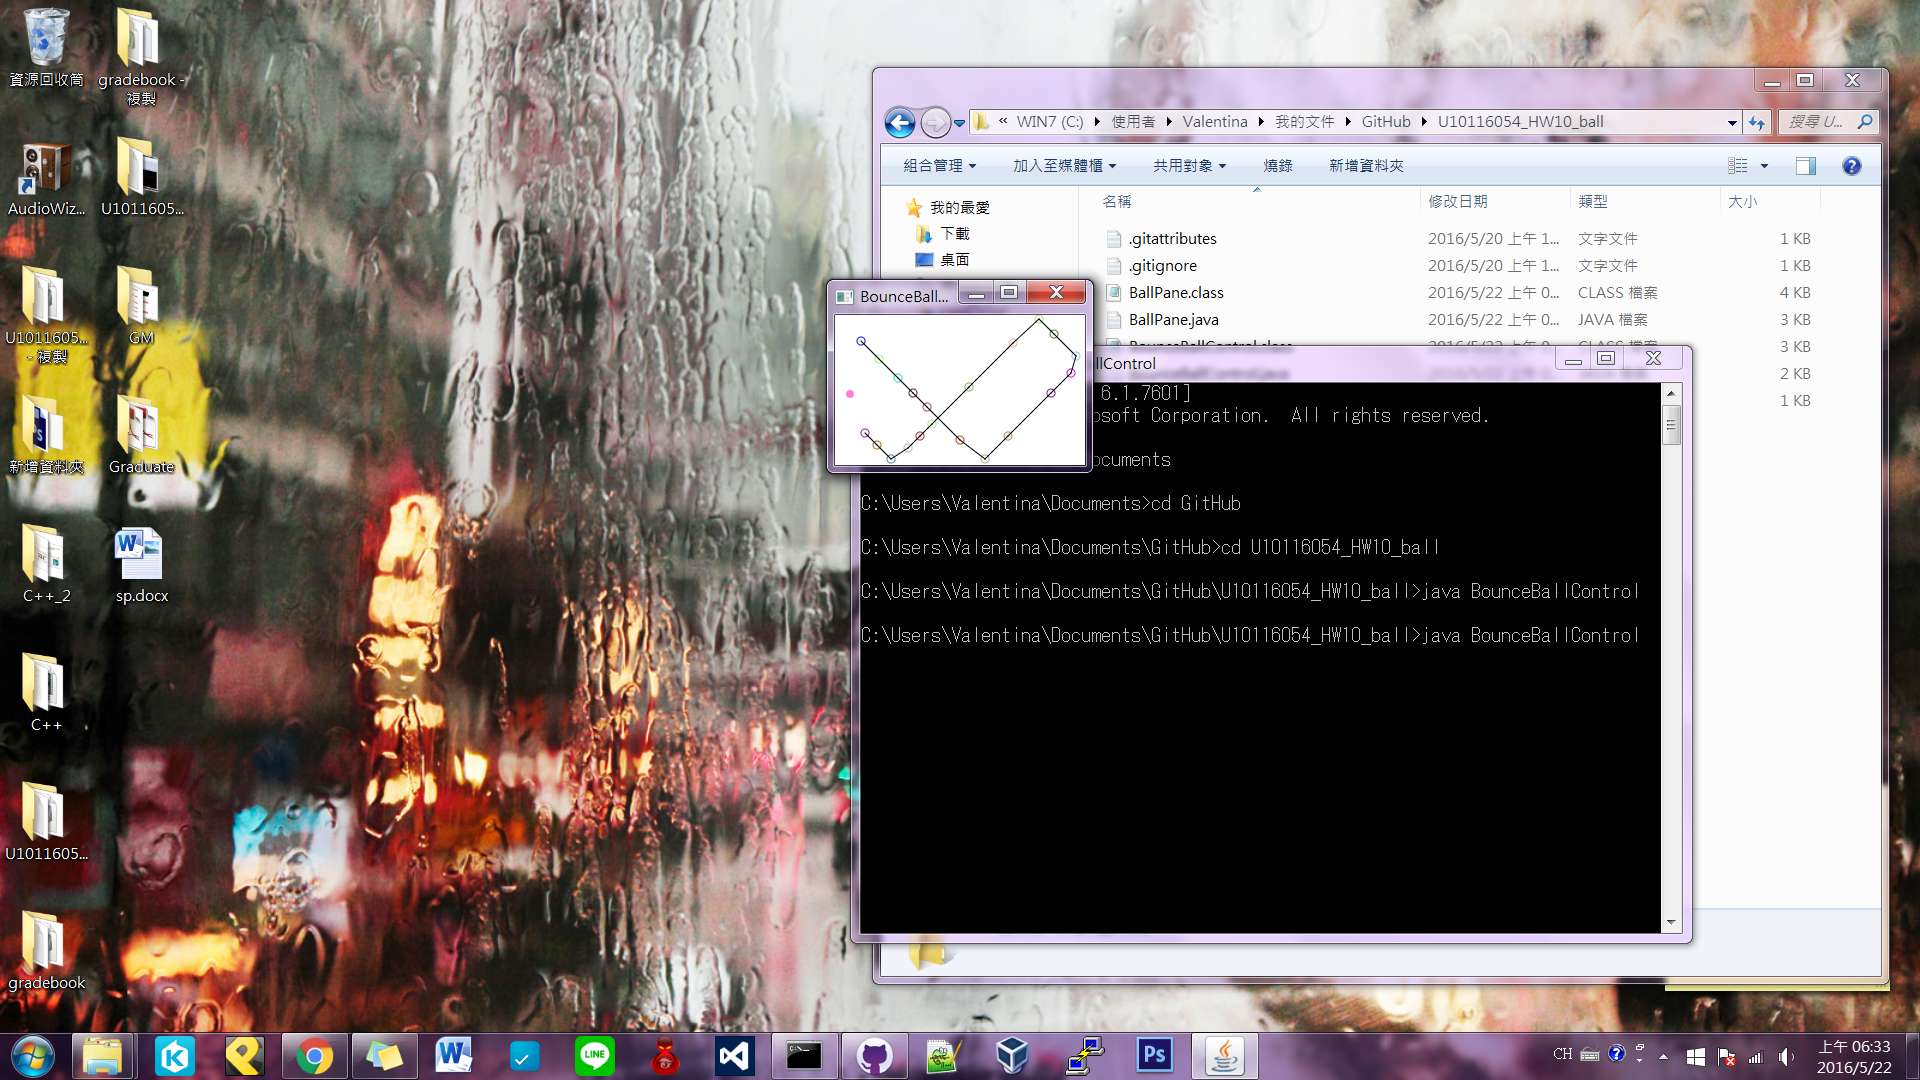 資源回收筒
gradebook -
複製
AudioWiz...
U1011605...
U1011605...
- 複製
GM
新增資料夾
Graduate
C++_2
sp.docx
C++
U1011605...
gradebook
« WIN7 (C:) 使用者 Valentina 我的文件 GitHub U10116054_HW10_ball
搜尋 U...
組合管理 加入至媒體櫃 共用對象 燒錄 新增資料夾
我的最愛
下載
桌面
名稱 修改日期 類型 大小
.gitattributes 2016/5/20 上午 1... 文字文件 1 KB
.gitignore 2016/5/20 上午 1... 文字文件 1 KB
BallPane.class 2016/5/22 上午 0... CLASS 檔案 4 KB
BallPane.java 2016/5/22 上午 0... JAVA 檔案 3 KB
3 KB
2 KB
1 KB
BounceBall...
llControl
6.1.7601]
osoft Corporation.  All rights reserved.
ocuments
C:\Users\Valentina\Documents>cd GitHub
C:\Users\Valentina\Documents\GitHub>cd U10116054_HW10_ball
C:\Users\Valentina\Documents\GitHub\U10116054_HW10_ball>java BounceBallControl
C:\Users\Valentina\Documents\GitHub\U10116054_HW10_ball>java BounceBallControl
LINE
Ps
CH
上午 06:33
2016/5/22